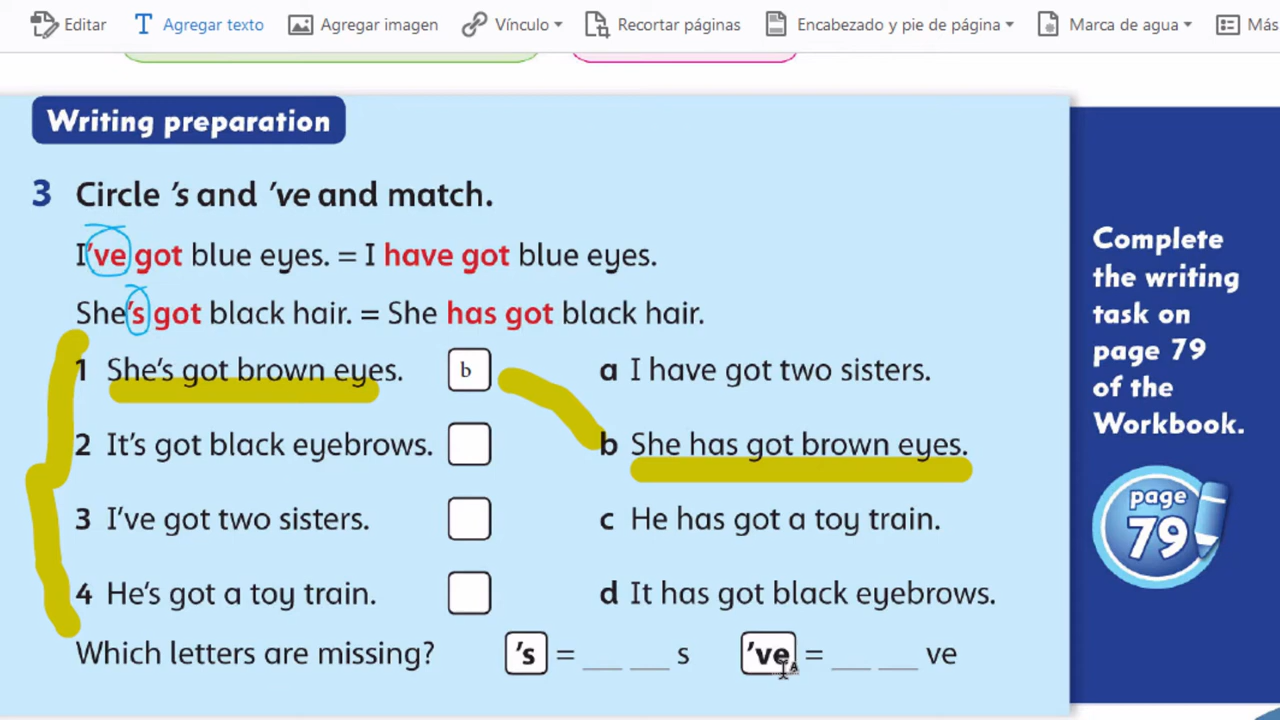 Editar Agregar texto Agregar imagen Vínculo Recortar páginas Encabezado y pie de página Marca de agua Más
Writing preparation
3 Circle ’s and ’ve and match.
I’ve got blue eyes. = I have got blue eyes.
She’s got black hair. = She has got black hair.
1 She’s got brown eyes. b a I have got two sisters.
2 It’s got black eyebrows. b She has got brown eyes.
3 I’ve got two sisters. c He has got a toy train.
4 He’s got a toy train. d It has got black eyebrows.
Which letters are missing? ’s = __ __ s ’ve = __ __ ve
Complete
the writing
task on
page 79
of the
Workbook.
page
79